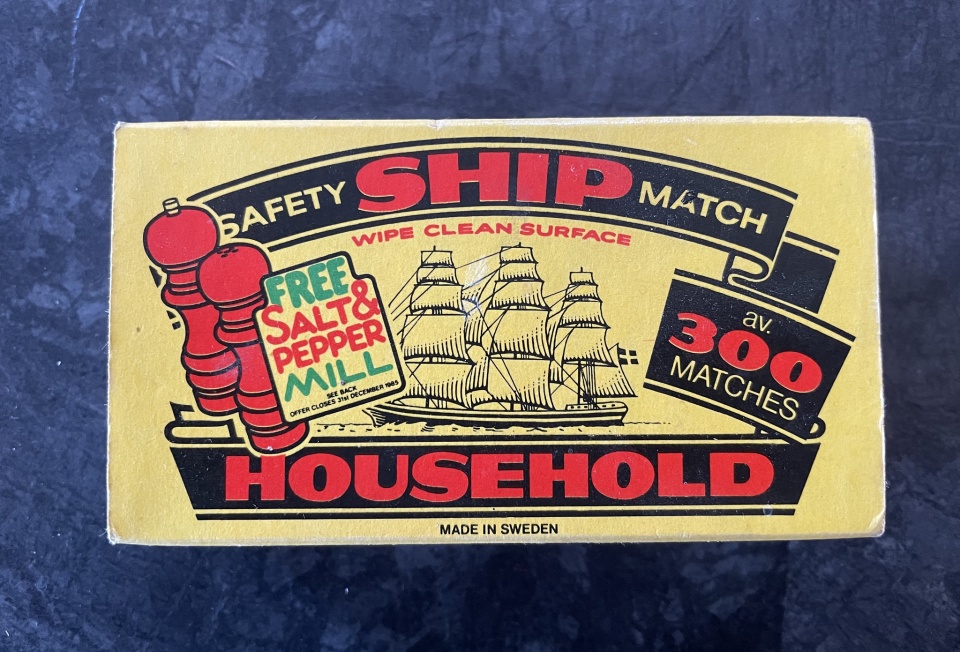 SAFETY SHIP MATCH
WIPE CLEAN SURFACE
FREE
SALT &
PEPPER
MILL
SEE BACK
OFFER CLOSES 31st DECEMBER 1985
av.
300
MATCHES
HOUSEHOLD
MADE IN SWEDEN